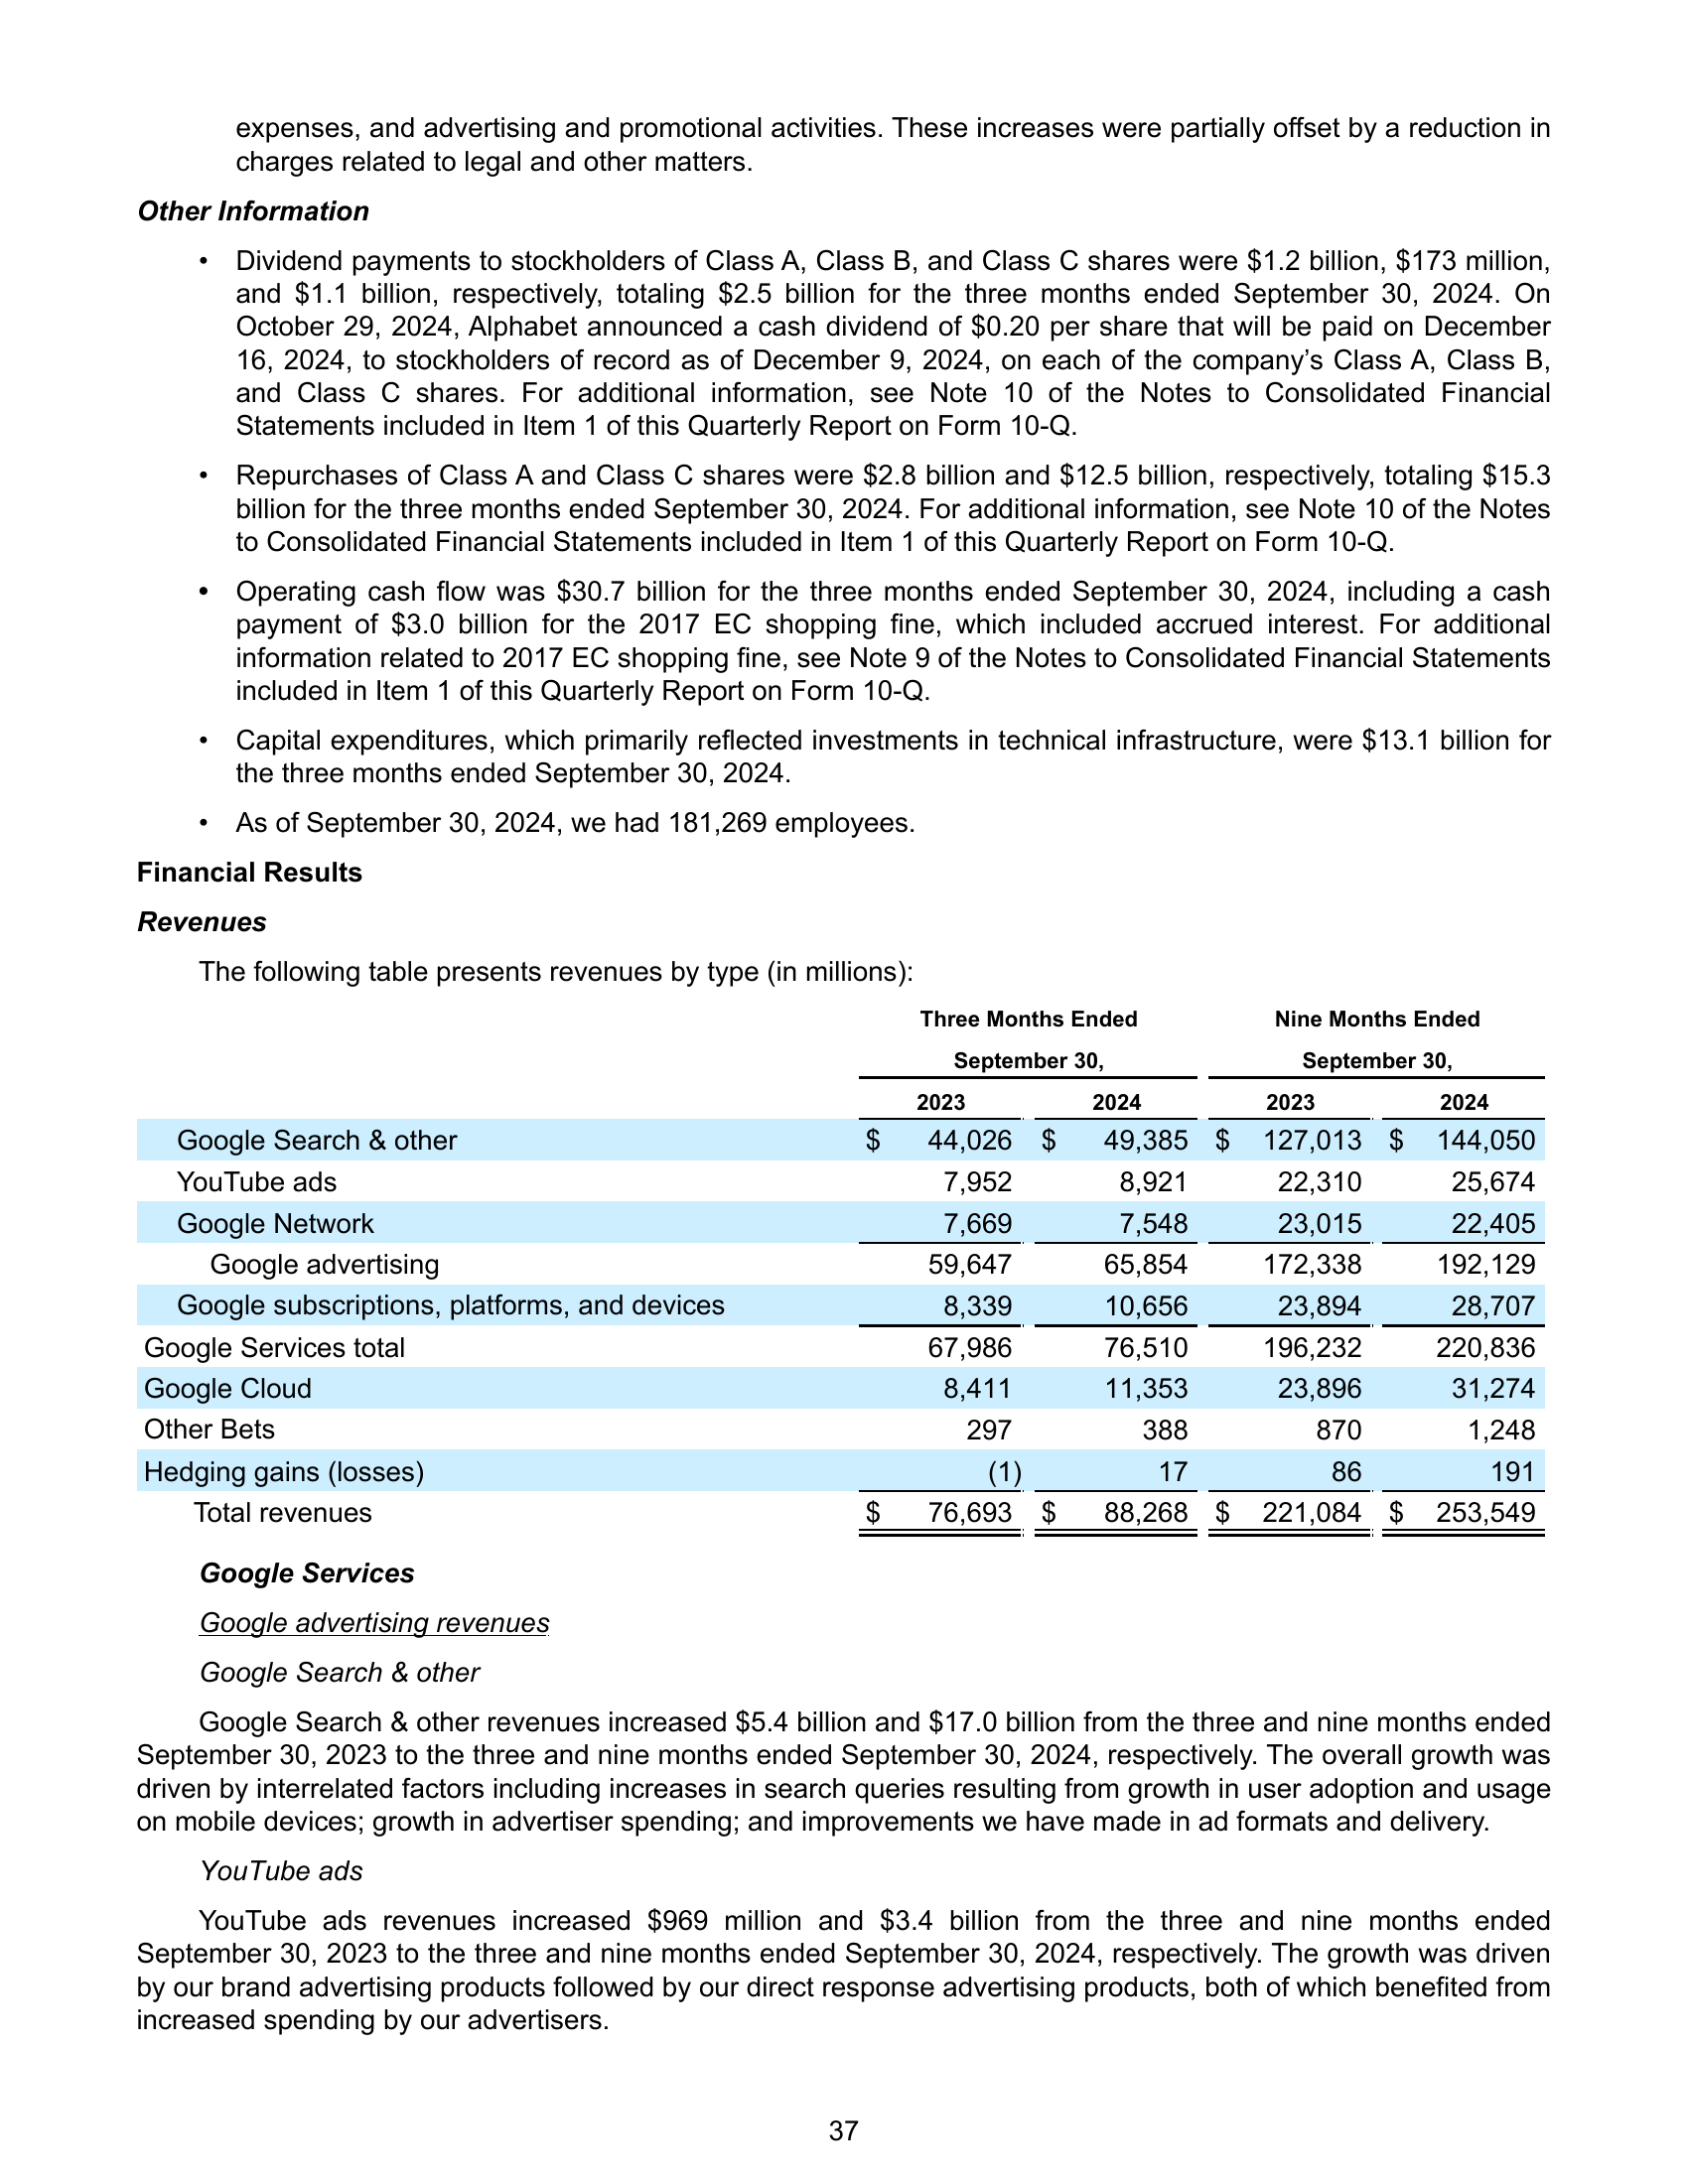 expenses, and advertising and promotional activities. These increases were partially offset by a reduction in
charges related to legal and other matters.
Other Information
• Dividend payments to stockholders of Class A, Class B, and Class C shares were $1.2 billion, $173 million,
and $1.1 billion, respectively, totaling $2.5 billion for the three months ended September 30, 2024. On
October 29, 2024, Alphabet announced a cash dividend of $0.20 per share that will be paid on December
16, 2024, to stockholders of record as of December 9, 2024, on each of the company’s Class A, Class B,
and Class C shares. For additional information, see Note 10 of the Notes to Consolidated Financial
Statements included in Item 1 of this Quarterly Report on Form 10-Q.
• Repurchases of Class A and Class C shares were $2.8 billion and $12.5 billion, respectively, totaling $15.3
billion for the three months ended September 30, 2024. For additional information, see Note 10 of the Notes
to Consolidated Financial Statements included in Item 1 of this Quarterly Report on Form 10-Q.
• Operating cash flow was $30.7 billion for the three months ended September 30, 2024, including a cash
payment of $3.0 billion for the 2017 EC shopping fine, which included accrued interest. For additional
information related to 2017 EC shopping fine, see Note 9 of the Notes to Consolidated Financial Statements
included in Item 1 of this Quarterly Report on Form 10-Q.
• Capital expenditures, which primarily reflected investments in technical infrastructure, were $13.1 billion for
the three months ended September 30, 2024.
• As of September 30, 2024, we had 181,269 employees.
Financial Results
Revenues
The following table presents revenues by type (in millions):
Three Months Ended Nine Months Ended
September 30, September 30,
2023 2024 2023 2024
Google Search & other $ 44,026 $ 49,385 $ 127,013 $ 144,050
YouTube ads 7,952 8,921 22,310 25,674
Google Network 7,669 7,548 23,015 22,405
Google advertising 59,647 65,854 172,338 192,129
Google subscriptions, platforms, and devices 8,339 10,656 23,894 28,707
Google Services total 67,986 76,510 196,232 220,836
Google Cloud 8,411 11,353 23,896 31,274
Other Bets 297 388 870 1,248
Hedging gains (losses) (1) 17 86 191
Total revenues $ 76,693 $ 88,268 $ 221,084 $ 253,549
Google Services
Google advertising revenues
Google Search & other
Google Search & other revenues increased $5.4 billion and $17.0 billion from the three and nine months ended
September 30, 2023 to the three and nine months ended September 30, 2024, respectively. The overall growth was
driven by interrelated factors including increases in search queries resulting from growth in user adoption and usage
on mobile devices; growth in advertiser spending; and improvements we have made in ad formats and delivery.
YouTube ads
YouTube ads revenues increased $969 million and $3.4 billion from the three and nine months ended
September 30, 2023 to the three and nine months ended September 30, 2024, respectively. The growth was driven
by our brand advertising products followed by our direct response advertising products, both of which benefited from
increased spending by our advertisers.
37